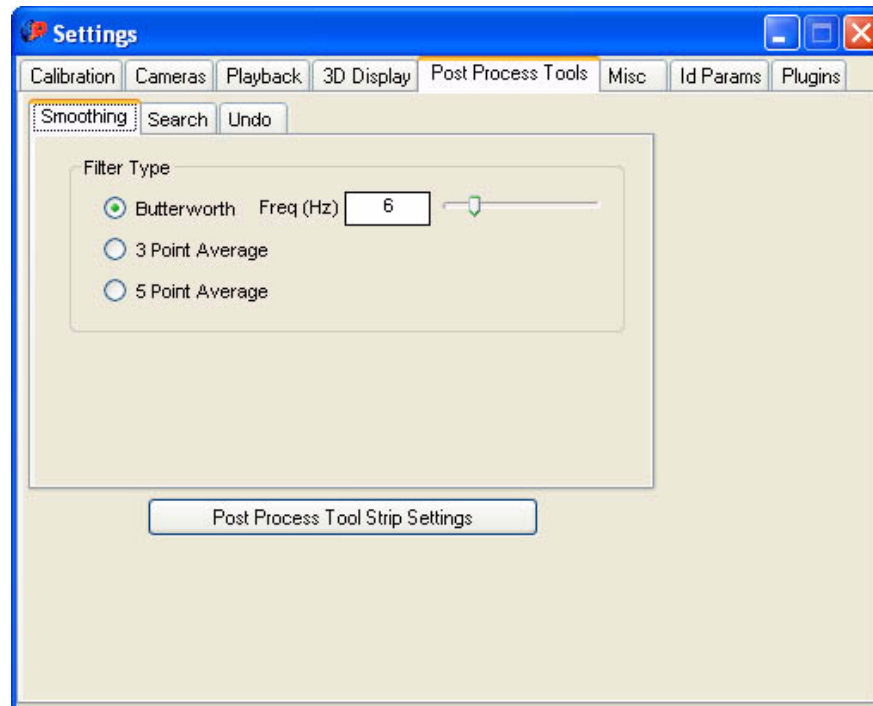 Settings
Calibration Cameras Playback 3D Display Post Process Tools Misc Id Params Plugins
Smoothing Search Undo
Filter Type
Butterworth Freq (Hz) 6
3 Point Average
5 Point Average
Post Process Tool Strip Settings